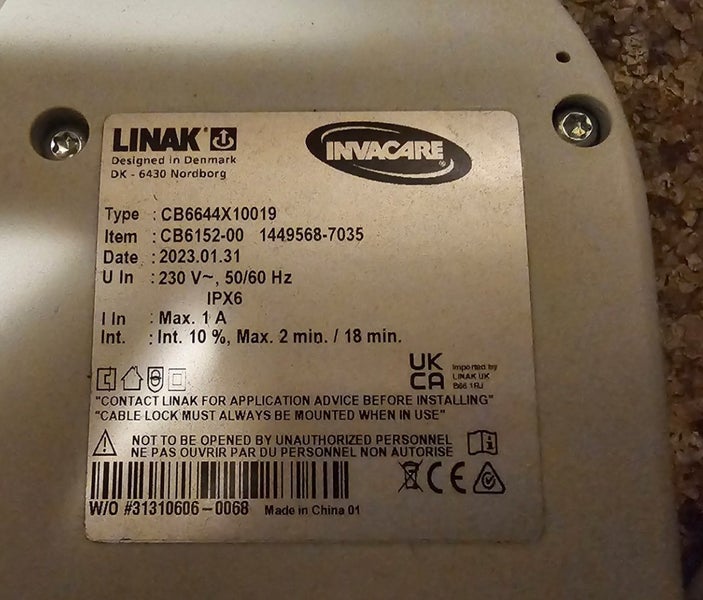 LINAK®
Designed in Denmark
DK - 6430 Nordborg
INVACARE®
Type : CB6644X10019
Item : CB6152-00 1449568-7035
Date : 2023.01.31
U In : 230 V~, 50/60 Hz
IPX6
I In : Max. 1 A
Int. : Int. 10 %, Max. 2 min. / 18 min.
UK
CA
Imported by
LINAK UK
B66 1RJ
"CONTACT LINAK FOR APPLICATION ADVICE BEFORE INSTALLING"
"CABLE LOCK MUST ALWAYS BE MOUNTED WHEN IN USE"
NOT TO BE OPENED BY UNAUTHORIZED PERSONNEL
NE PAS OUVRIR PAR DU PERSONNEL NON AUTORISE
CE
W/O #31310606-0068 Made in China 01